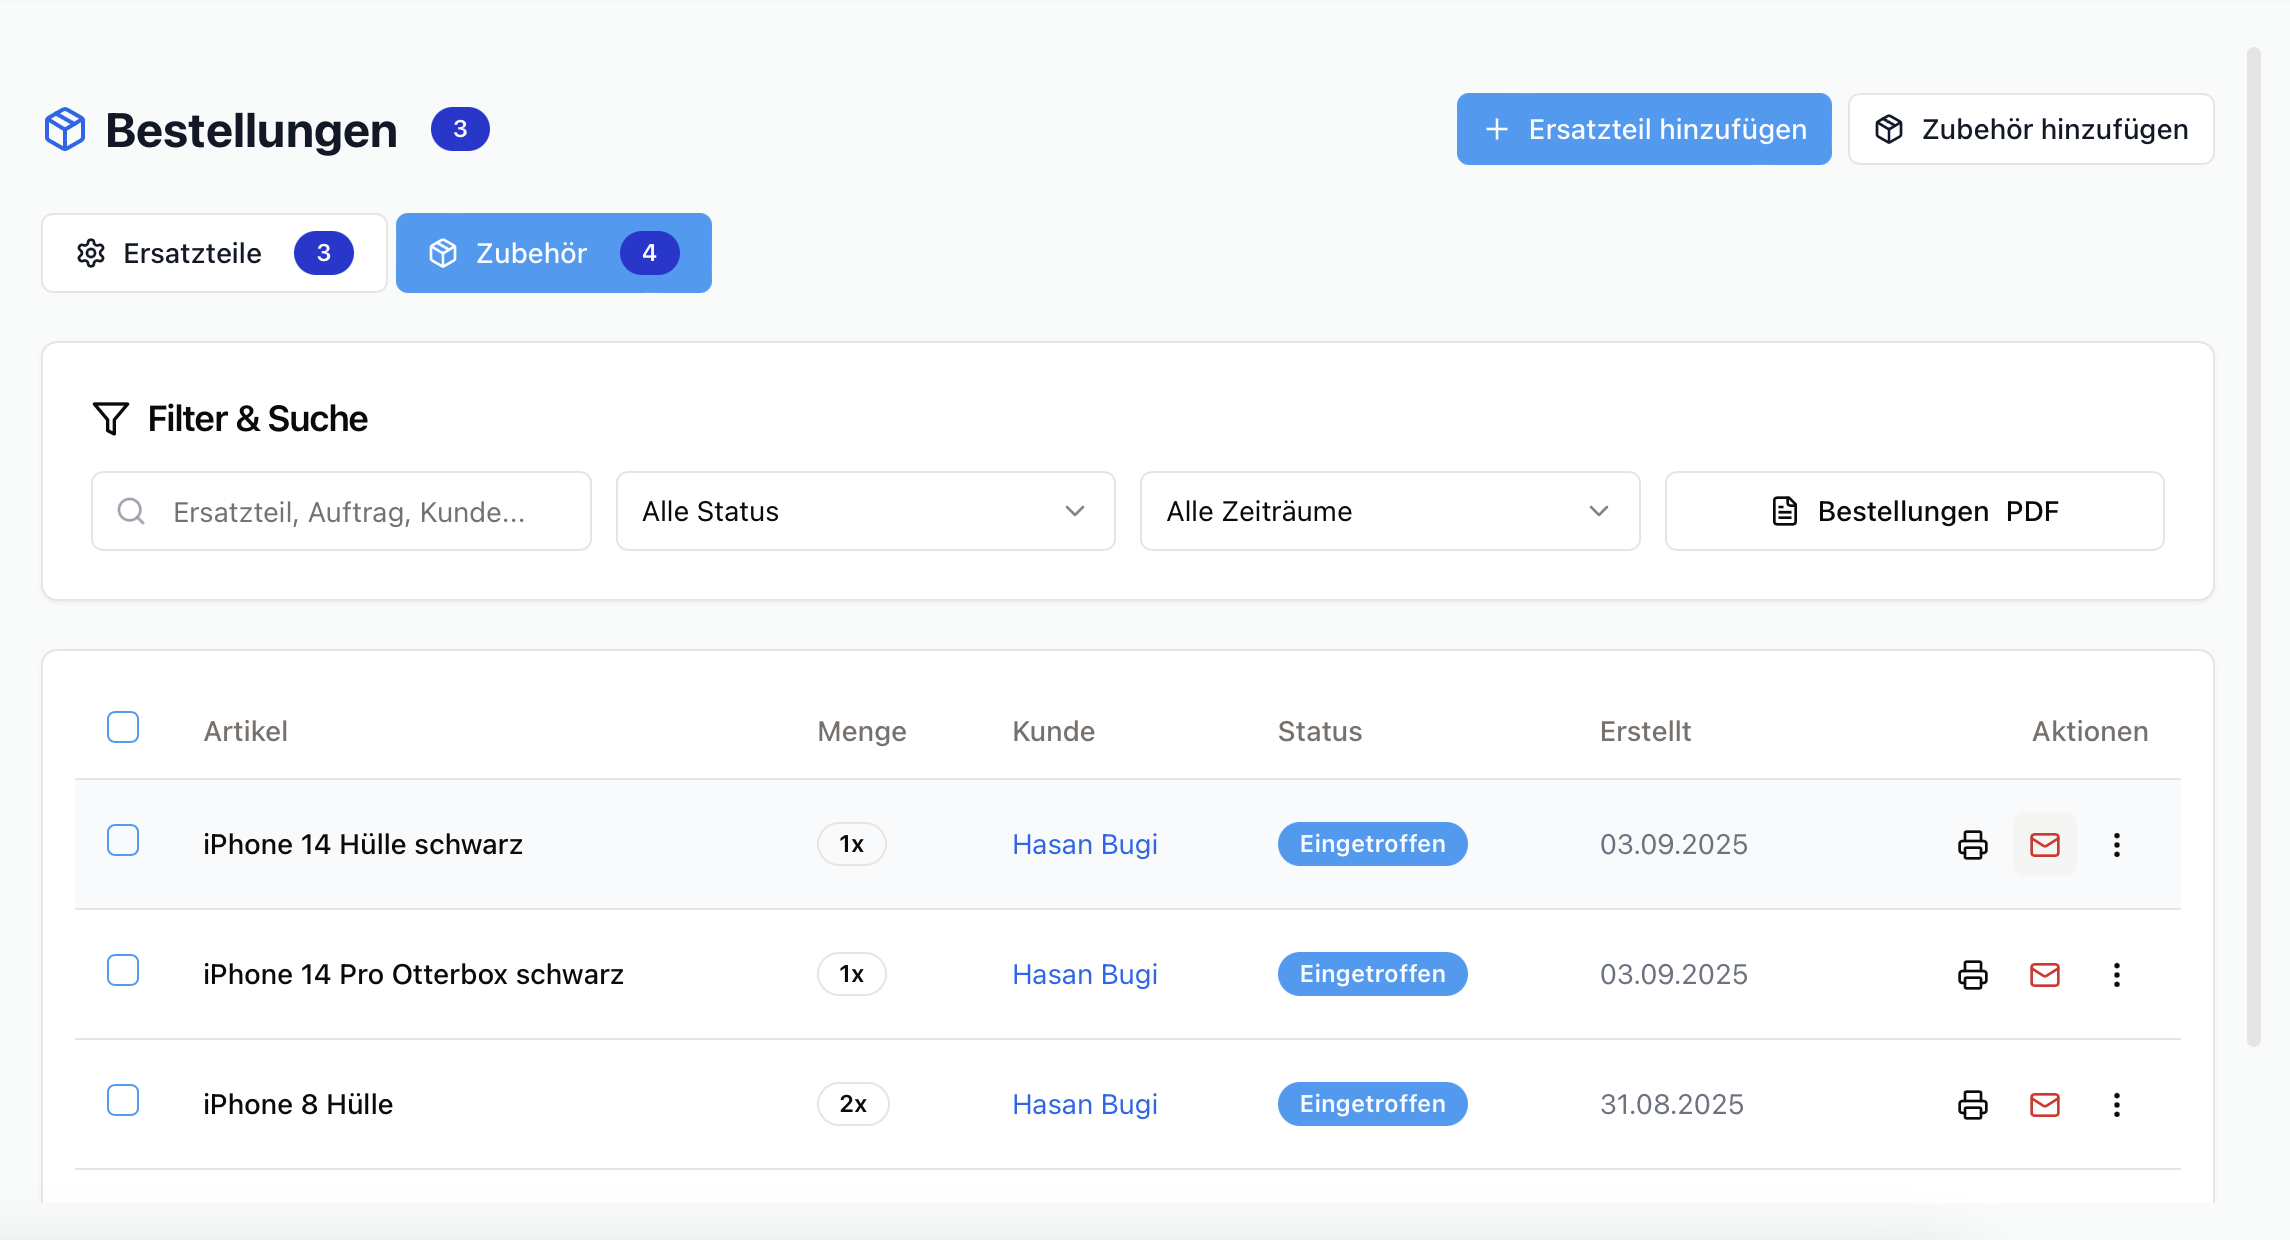 Bestellungen 3
+ Ersatzteil hinzufügen
Zubehör hinzufügen
Ersatzteile 3
Zubehör 4
Filter & Suche
Ersatzteil, Auftrag, Kunde...
Alle Status
Alle Zeiträume
Bestellungen PDF
Artikel Menge Kunde Status Erstellt Aktionen
iPhone 14 Hülle schwarz 1x Hasan Bugi Eingetroffen 03.09.2025
iPhone 14 Pro Otterbox schwarz 1x Hasan Bugi Eingetroffen 03.09.2025
iPhone 8 Hülle 2x Hasan Bugi Eingetroffen 31.08.2025